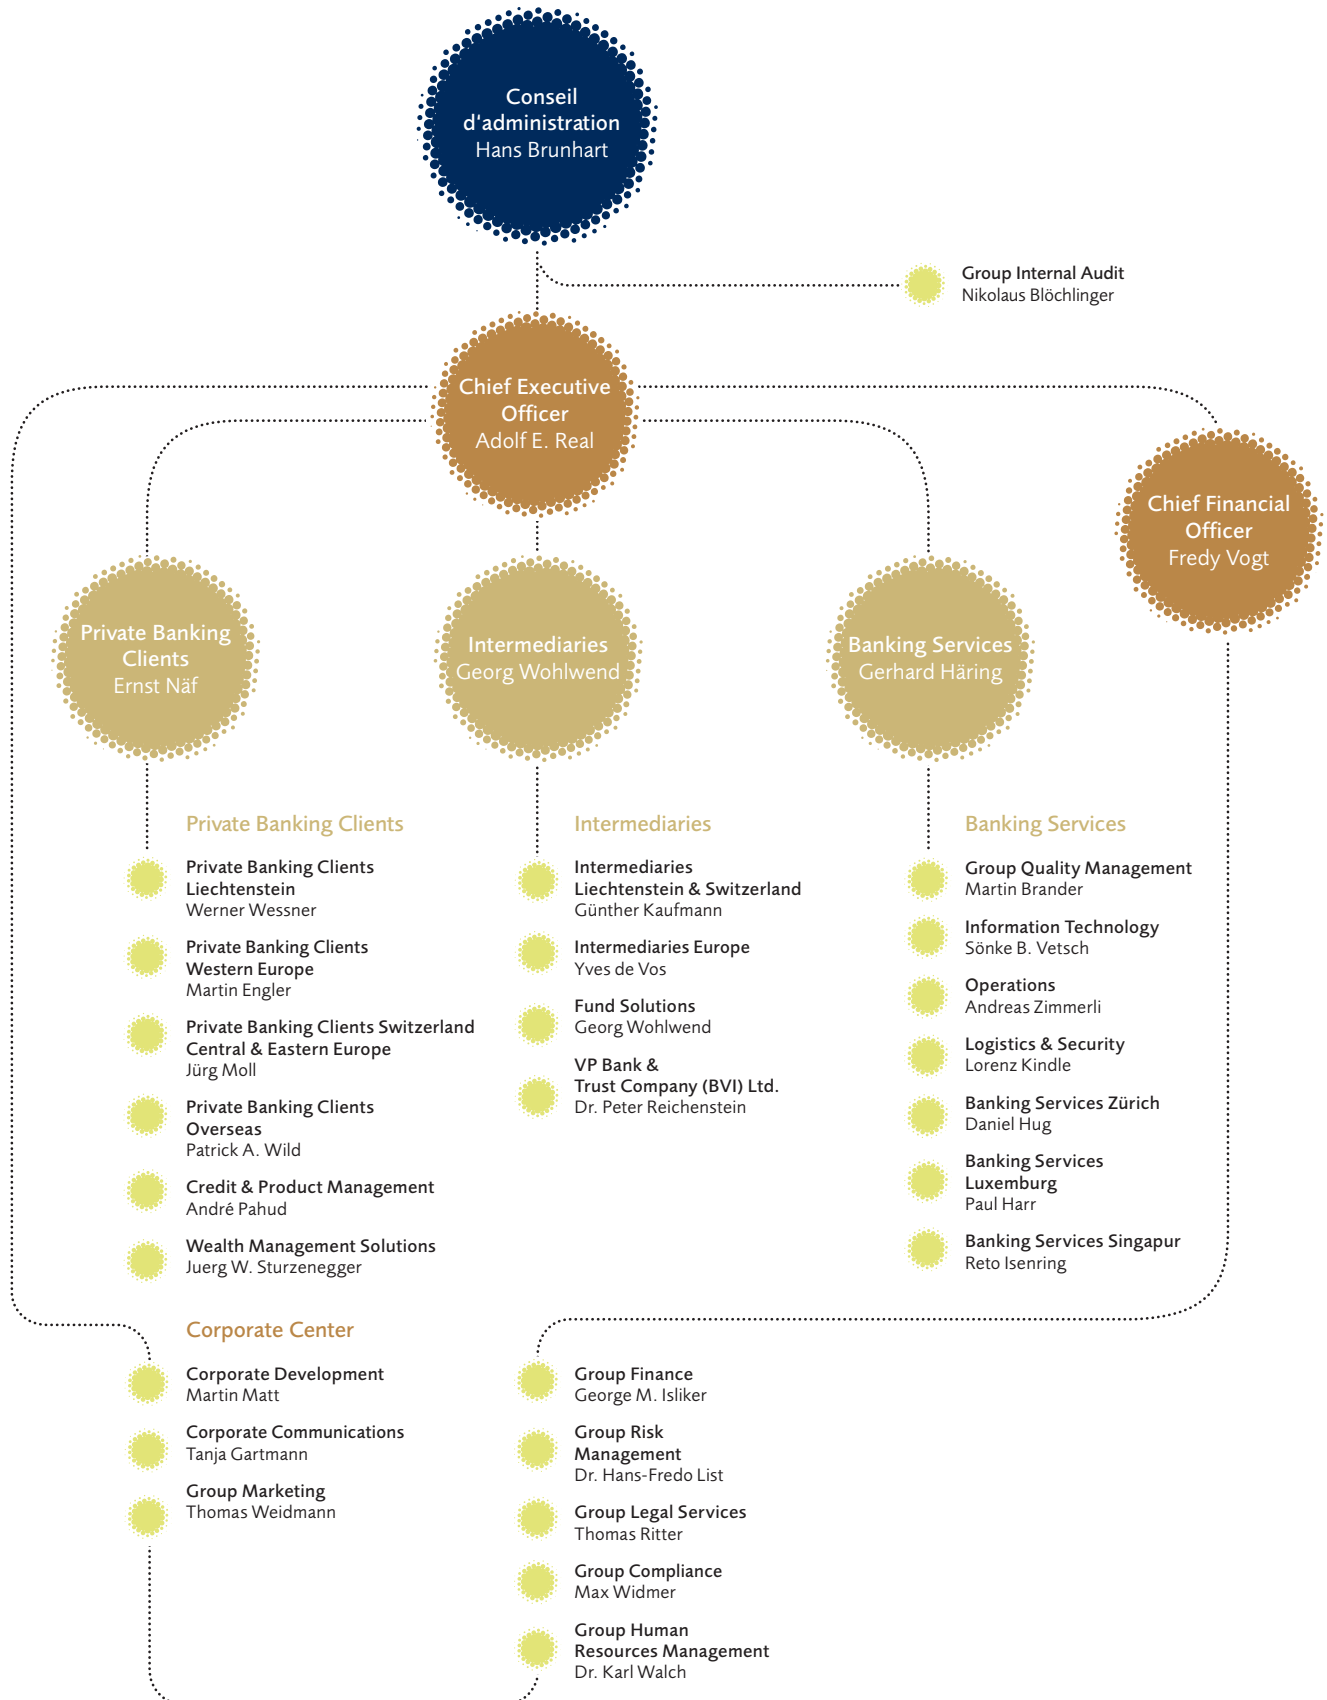 Conseil
d'administration
Hans Brunhart
Group Internal Audit
Nikolaus Blöchlinger
Chief Executive
Officer
Adolf E. Real
Chief Financial
Officer
Fredy Vogt
Private Banking
Clients
Ernst Näf
Intermediaries
Georg Wohlwend
Banking Services
Gerhard Häring
Private Banking Clients
Private Banking Clients
Liechtenstein
Werner Wessner
Private Banking Clients
Western Europe
Martin Engler
Private Banking Clients Switzerland
Central & Eastern Europe
Jürg Moll
Private Banking Clients
Overseas
Patrick A. Wild
Credit & Product Management
André Pahud
Wealth Management Solutions
Juerg W. Sturzenegger
Intermediaries
Intermediaries
Liechtenstein & Switzerland
Günther Kaufmann
Intermediaries Europe
Yves de Vos
Fund Solutions
Georg Wohlwend
VP Bank &
Trust Company (BVI) Ltd.
Dr. Peter Reichenstein
Banking Services
Group Quality Management
Martin Brander
Information Technology
Sönke B. Vetsch
Operations
Andreas Zimmerli
Logistics & Security
Lorenz Kindle
Banking Services Zürich
Daniel Hug
Banking Services
Luxemburg
Paul Harr
Banking Services Singapur
Reto Isenring
Corporate Center
Corporate Development
Martin Matt
Corporate Communications
Tanja Gartmann
Group Marketing
Thomas Weidmann
Group Finance
George M. Isliker
Group Risk
Management
Dr. Hans-Fredo List
Group Legal Services
Thomas Ritter
Group Compliance
Max Widmer
Group Human
Resources Management
Dr. Karl Walch